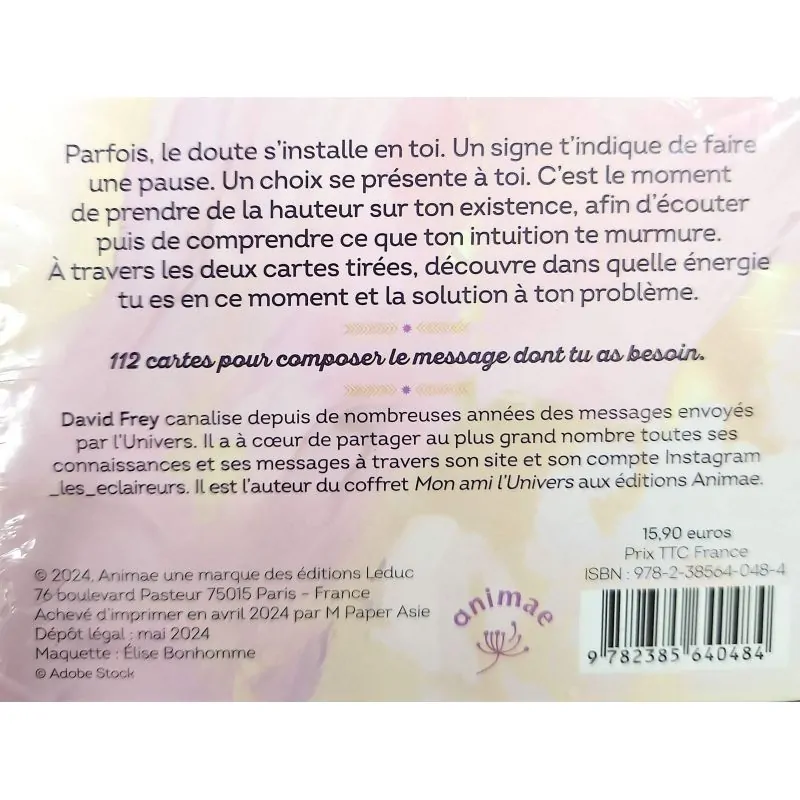 Parfois, le doute s'installe en toi. Un signe t'indique de faire
une pause. Un choix se présente à toi. C'est le moment
de prendre de la hauteur sur ton existence, afin d'écouter
puis de comprendre ce que ton intuition te murmure.
À travers les deux cartes tirées, découvre dans quelle énergie
tu es en ce moment et la solution à ton problème.
112 cartes pour composer le message dont tu as besoin.
David Frey canalise depuis de nombreuses années des messages envoyés
par l'Univers. Il a à cœur de partager au plus grand nombre toutes ses
connaissances et ses messages à travers son site et son compte Instagram
_les_eclaireurs. Il est l'auteur du coffret Mon ami l'Univers aux éditions Animae.
15,90 euros
Prix TTC France
ISBN : 978-2-38564-048-4
© 2024, Animae une marque des éditions Leduc
76 boulevard Pasteur 75015 Paris – France
Achevé d'imprimer en avril 2024 par M Paper Asie
Dépôt légal : mai 2024
Maquette : Élise Bonhomme
© Adobe Stock
animae
9 782385 640484